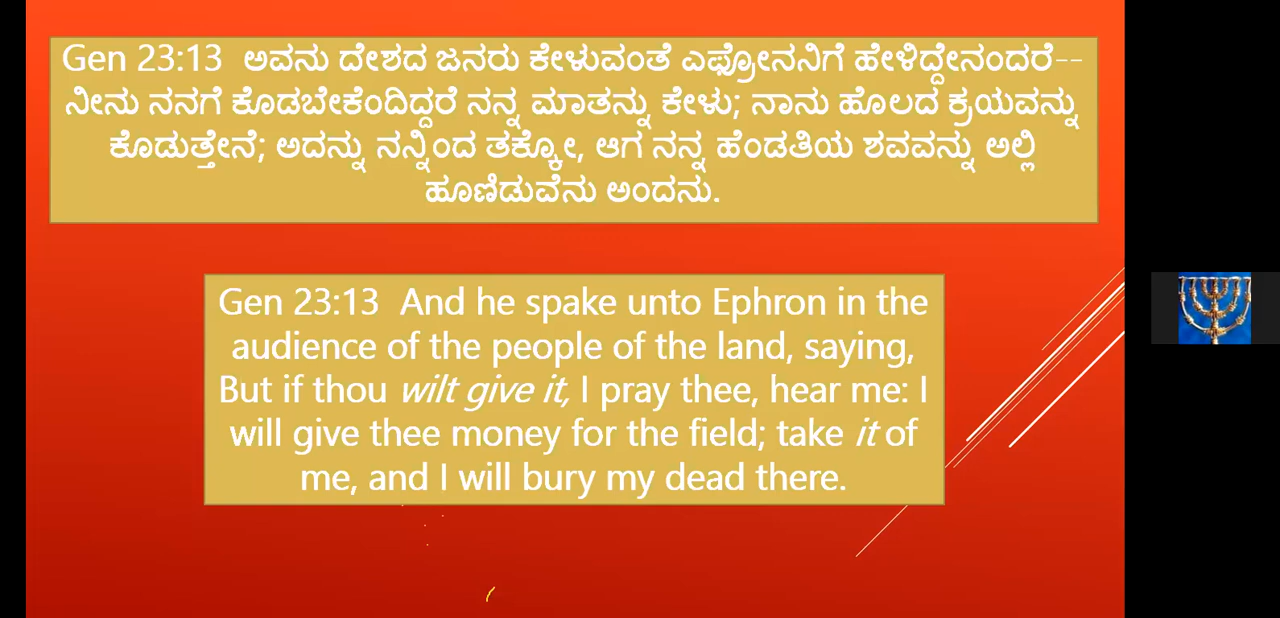 Gen 23:13 ಅವನು ದೇಶದ ಜನರು ಕೇಳುವಂತೆ ಎಫ್ರೋನನಿಗೆ ಹೇಳಿದ್ದೇನಂದರೆ--
ನೀನು ನನಗೆ ಕೊಡಬೇಕೆಂದಿದ್ದರೆ ನನ್ನ ಮಾತನ್ನು ಕೇಳು; ನಾನು ಹೊಲದ ಕ್ರಯವನ್ನು
ಕೊಡುತ್ತೇನೆ; ಅದನ್ನು ನನ್ನಿಂದ ತಕ್ಕೋ, ಆಗ ನನ್ನ ಹೆಂಡತಿಯ ಶವವನ್ನು ಅಲ್ಲಿ
ಹೂಣಿಡುವೆನು ಅಂದನು.
Gen 23:13 And he spake unto Ephron in the
audience of the people of the land, saying,
But if thou wilt give it, I pray thee, hear me: I
will give thee money for the field; take it of
me, and I will bury my dead there.